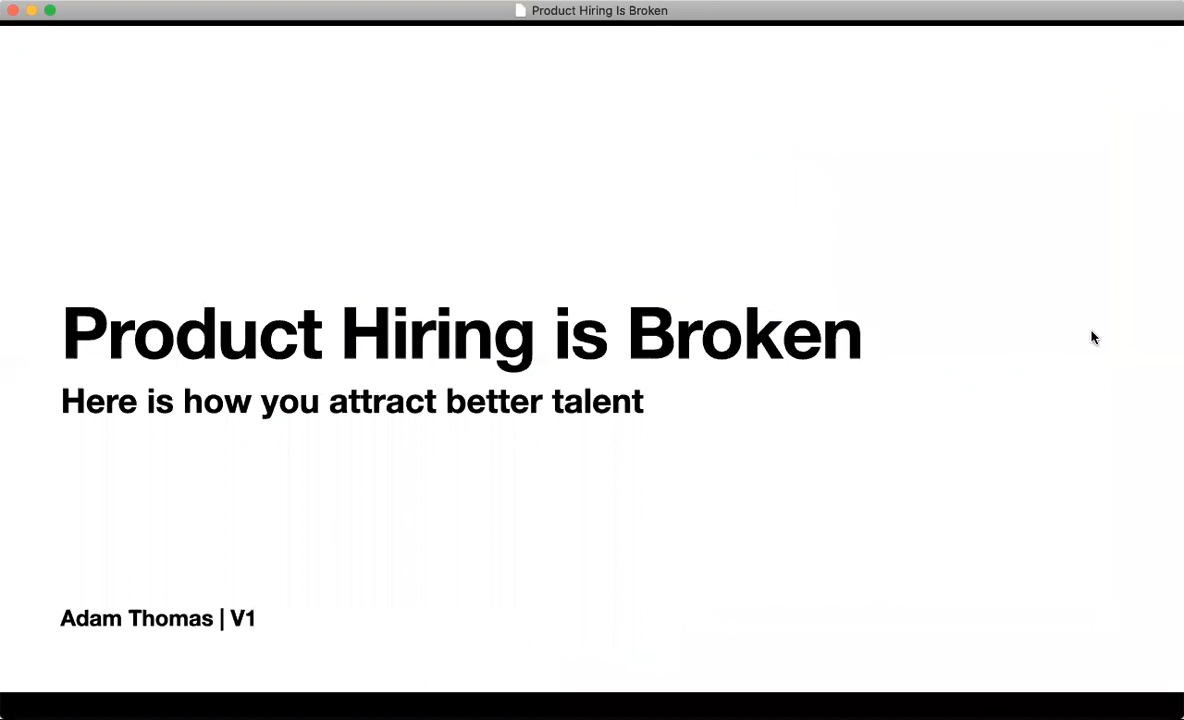 Product Hiring Is Broken
Product Hiring is Broken
Here is how you attract better talent
Adam Thomas | V1